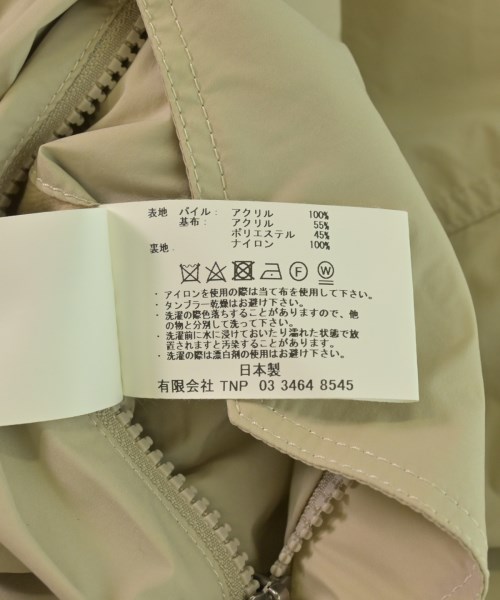 表地 パイル： アクリル 100%
基布： アクリル 55%
ポリエステル 45%
裏地： ナイロン 100%
F W
・アイロンを使用の際は当て布を使用して下さい。
・タンブラー乾燥はお避け下さい。
・洗濯の際色落ちすることがありますので、他
の物と分別して洗って下さい。
・洗濯前に水に浸けておいたり濡れた状態で放
置されますと汚染することがあります。
・洗濯の際は漂白剤の使用はお避け下さい。
日本製
有限会社 TNP 03 3464 8545